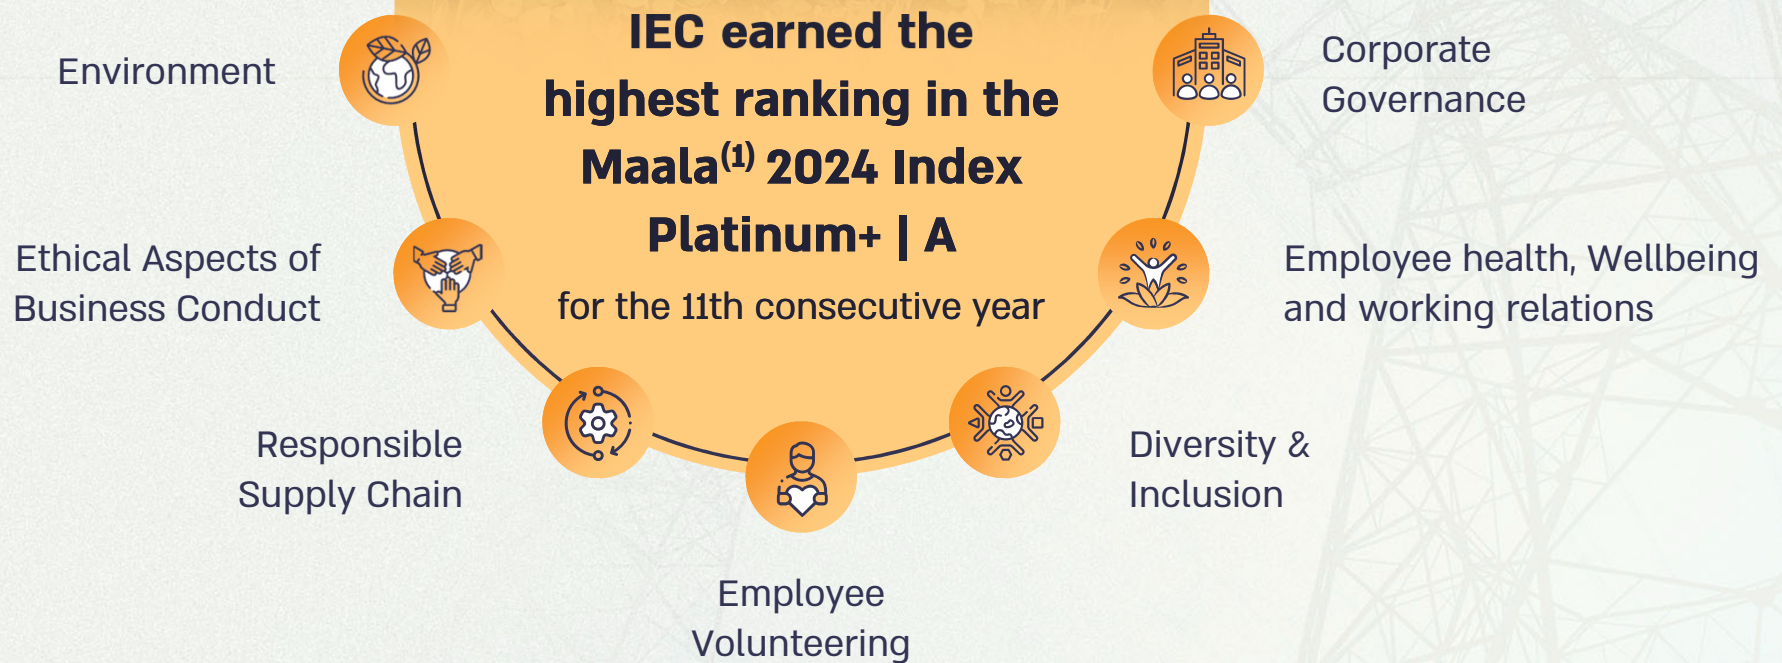 IEC earned the
highest ranking in the
Maala(1) 2024 Index
Platinum+ | A
for the 11th consecutive year
Environment
Ethical Aspects of
Business Conduct
Responsible
Supply Chain
Employee
Volunteering
Diversity &
Inclusion
Employee health, Wellbeing
and working relations
Corporate
Governance